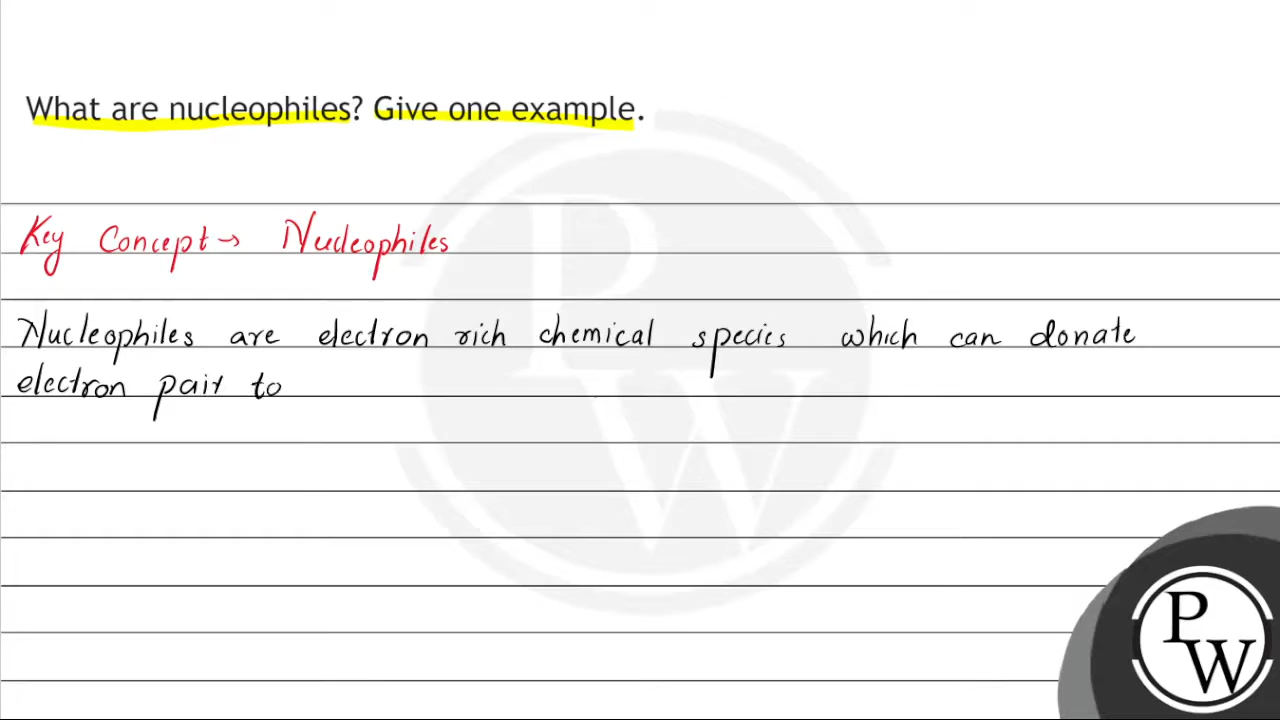 What are nucleophiles? Give one example.
Key Concept → Nucleophiles
Nucleophiles are electron rich chemical species which can donate
electron pair to
P
W
P
W